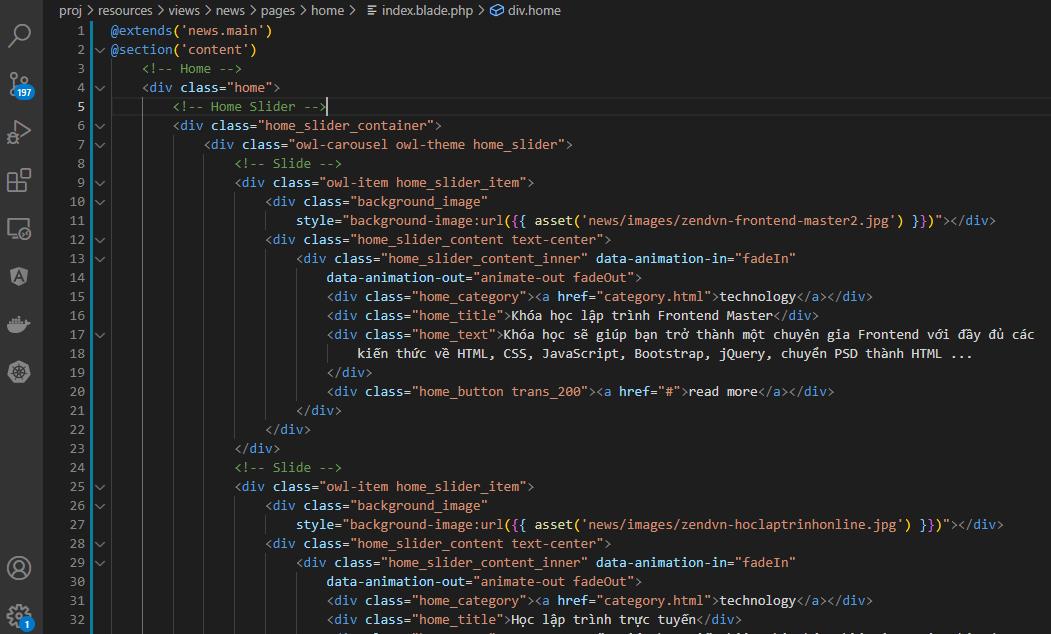 proj > resources > views > news > pages > home > index.blade.php > div.home
1 @extends('news.main')
2 @section('content')
3 <!-- Home -->
4 <div class="home">
5 <!-- Home Slider -->
6 <div class="home_slider_container">
7 <div class="owl-carousel owl-theme home_slider">
8 <!-- Slide -->
9 <div class="owl-item home_slider_item">
10 <div class="background_image"
11 style="background-image:url({{ asset('news/images/zendvn-frontend-master2.jpg') }})"></div>
12 <div class="home_slider_content text-center">
13 <div class="home_slider_content_inner" data-animation-in="fadeIn"
14 data-animation-out="animate-out fadeOut">
15 <div class="home_category"><a href="category.html">technology</a></div>
16 <div class="home_title">Khóa học lập trình Frontend Master</div>
17 <div class="home_text">Khóa học sẽ giúp bạn trở thành một chuyên gia Frontend với đầy đủ các
18 kiến thức về HTML, CSS, JavaScript, Bootstrap, jQuery, chuyển PSD thành HTML ...
19 </div>
20 <div class="home_button trans_200"><a href="#">read more</a></div>
21 </div>
22 </div>
23 </div>
24 <!-- Slide -->
25 <div class="owl-item home_slider_item">
26 <div class="background_image"
27 style="background-image:url({{ asset('news/images/zendvn-hoclaptrinhonline.jpg') }})"></div>
28 <div class="home_slider_content text-center">
29 <div class="home_slider_content_inner" data-animation-in="fadeIn"
30 data-animation-out="animate-out fadeOut">
31 <div class="home_category"><a href="category.html">technology</a></div>
32 <div class="home_title">Học lập trình trực tuyến</div>
197
1